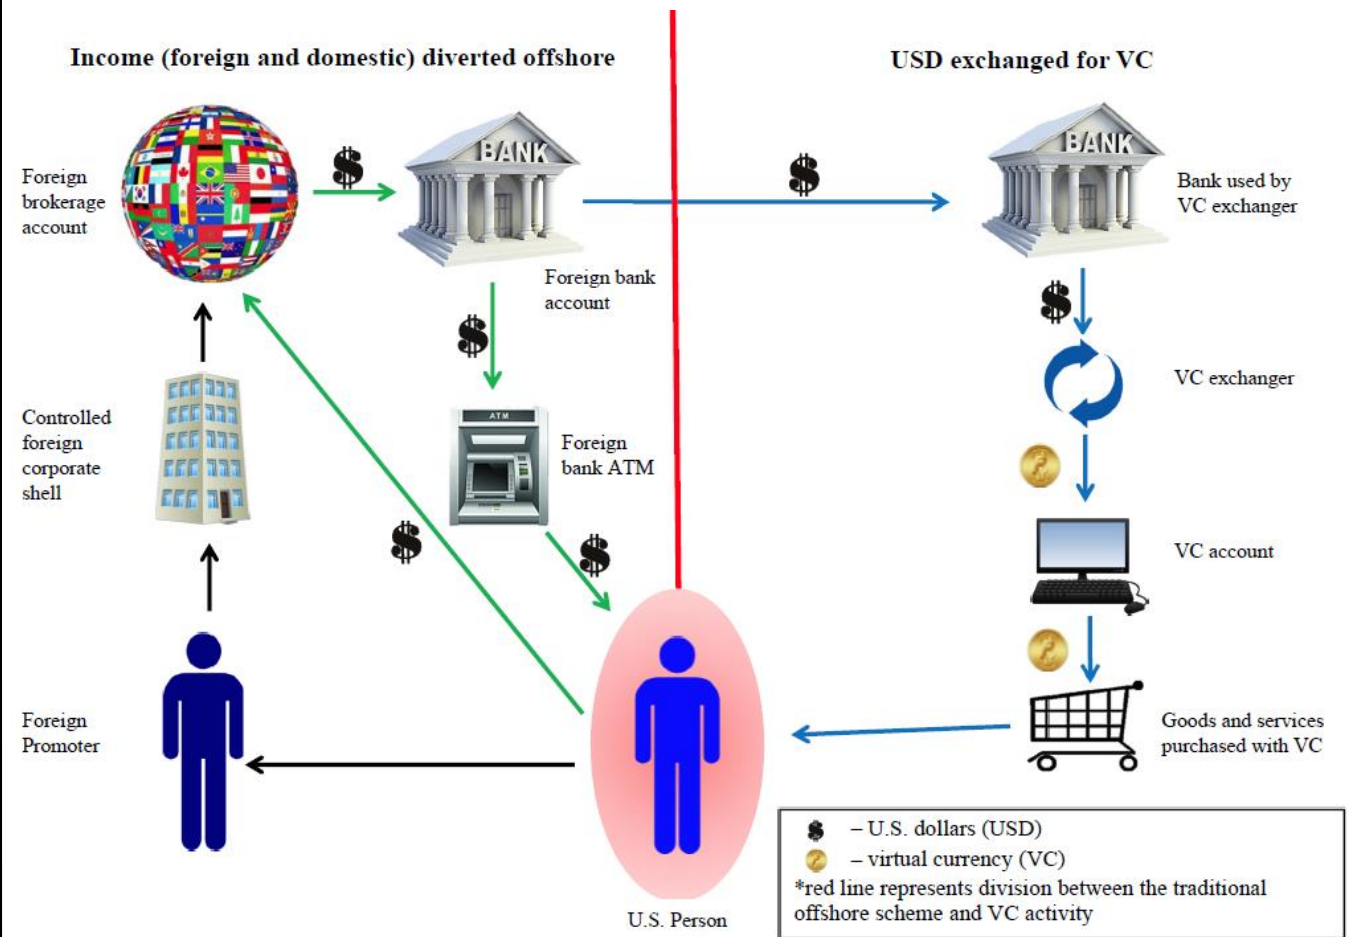 Income (foreign and domestic) diverted offshore
USD exchanged for VC
Foreign
brokerage
account
$
BANK
Foreign bank
account
$
BANK
Bank used by
VC exchanger
$
$
VC exchanger
Controlled
foreign
corporate
shell
ATM
Foreign
bank ATM
$
$
VC account
Foreign
Promoter
Goods and services
purchased with VC
U.S. Person
$ – U.S. dollars (USD)
– virtual currency (VC)
*red line represents division between the traditional
offshore scheme and VC activity